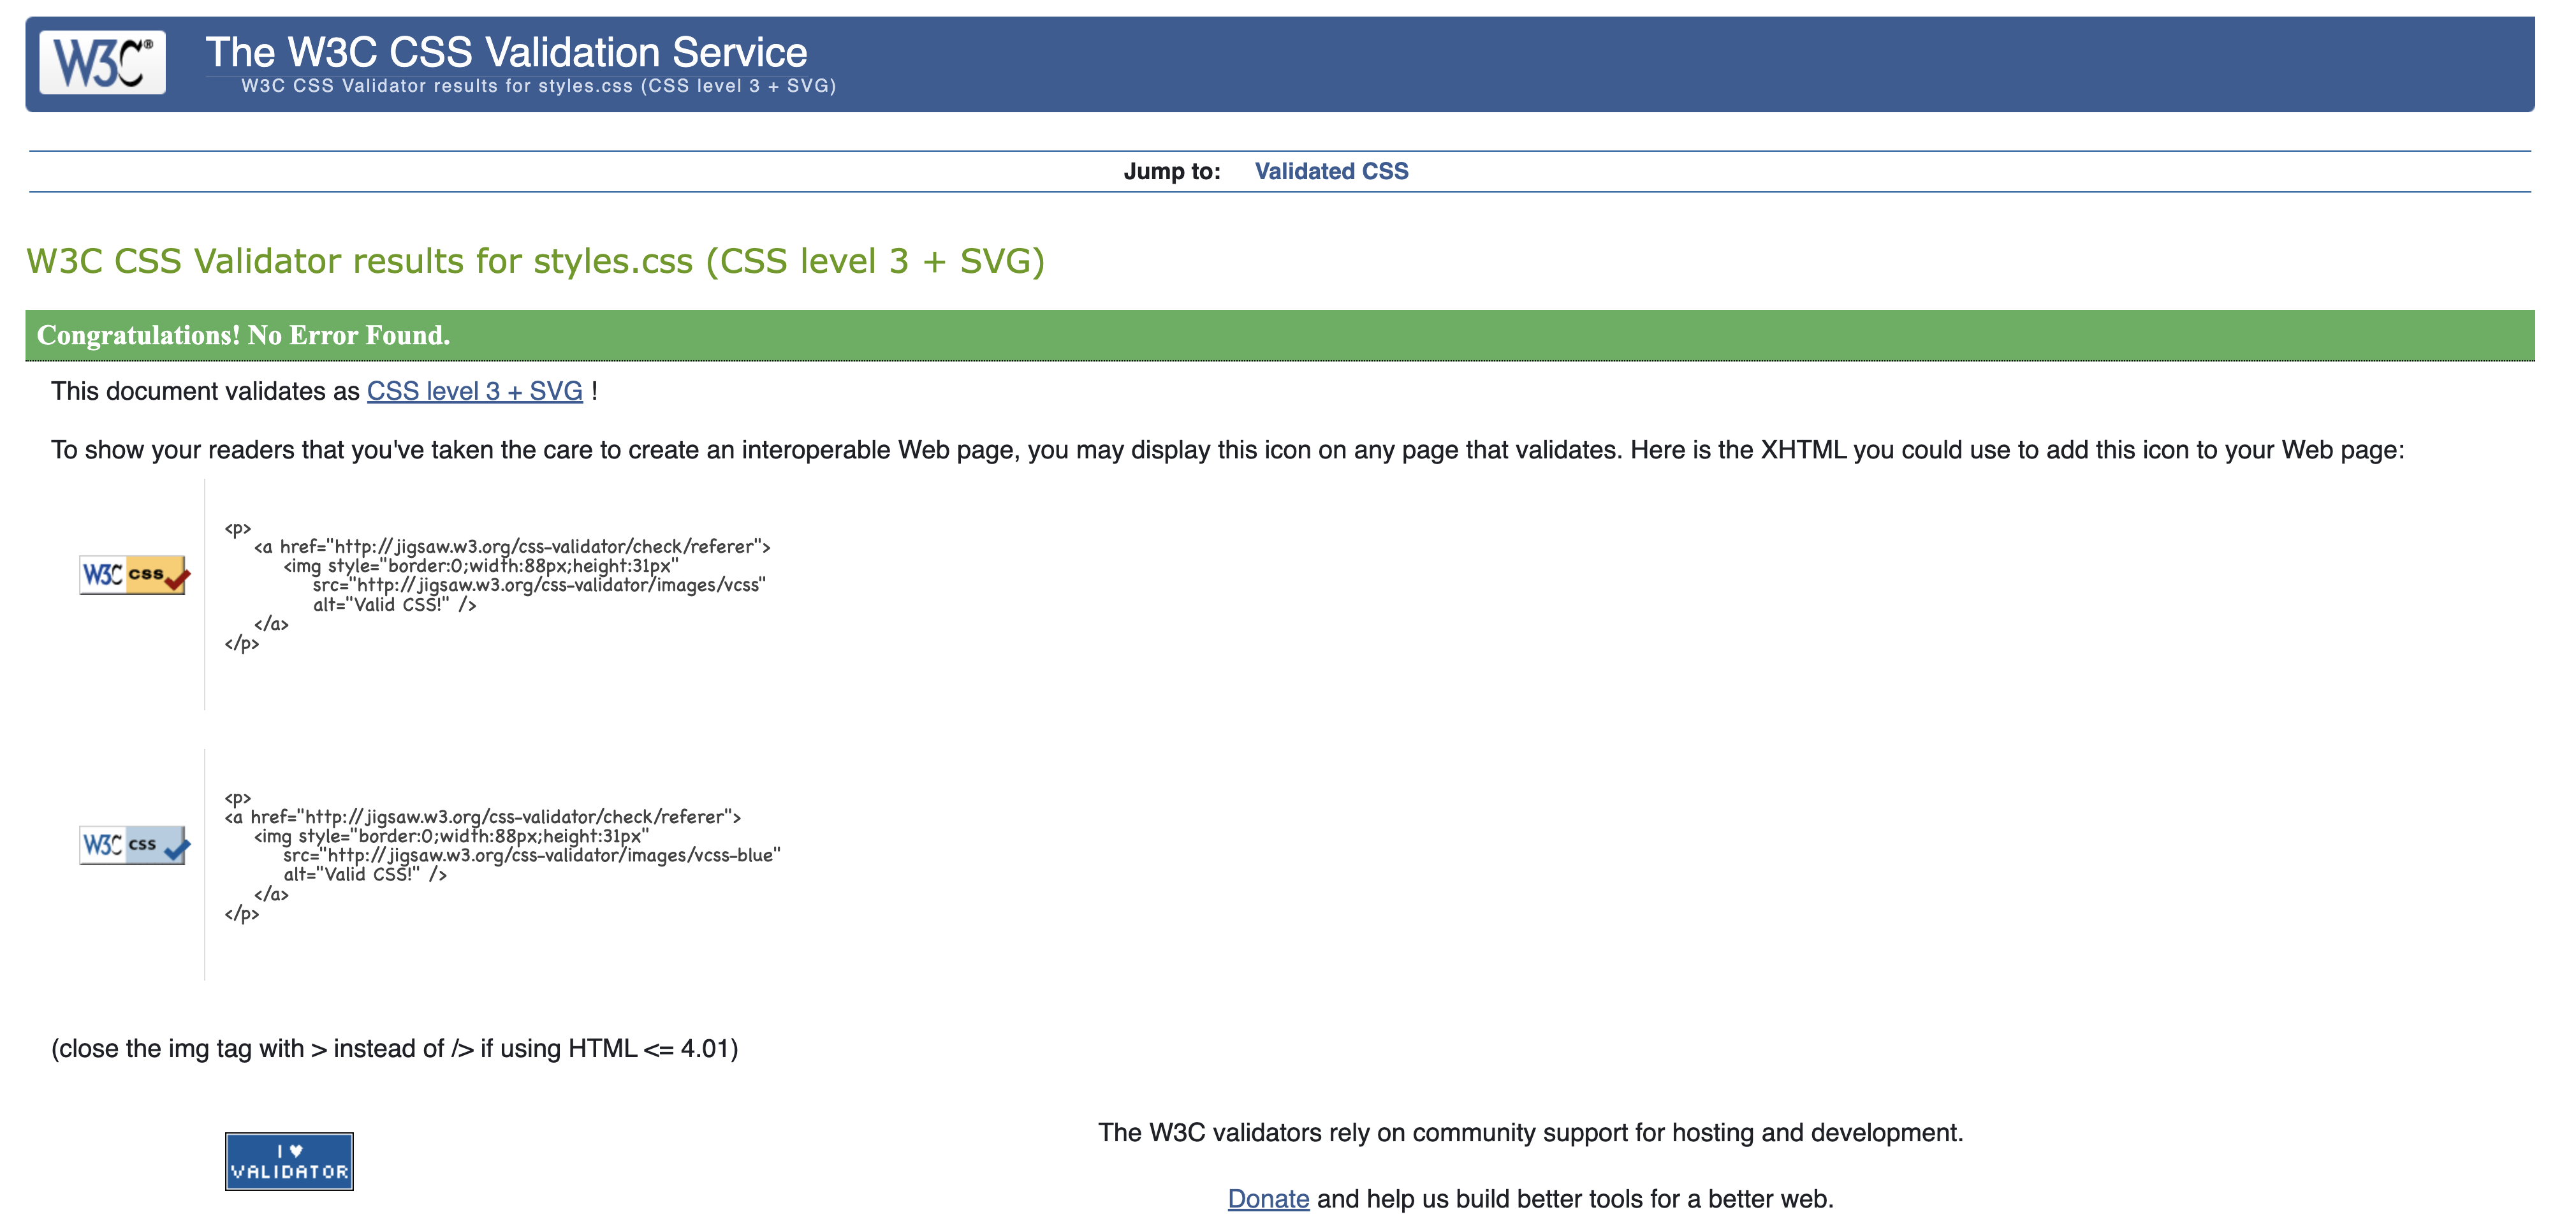 W3C®
The W3C CSS Validation Service
W3C CSS Validator results for styles.css (CSS level 3 + SVG)
Jump to: Validated CSS
W3C CSS Validator results for styles.css (CSS level 3 + SVG)
Congratulations! No Error Found.
This document validates as CSS level 3 + SVG !
To show your readers that you've taken the care to create an interoperable Web page, you may display this icon on any page that validates. Here is the XHTML you could use to add this icon to your Web page:
W3C css
<p>
<a href="http://jigsaw.w3.org/css-validator/check/referer">
<img style="border:0;width:88px;height:31px"
src="http://jigsaw.w3.org/css-validator/images/vcss"
alt="Valid CSS!" />
</a>
</p>
W3C css
<p>
<a href="http://jigsaw.w3.org/css-validator/check/referer">
<img style="border:0;width:88px;height:31px"
src="http://jigsaw.w3.org/css-validator/images/vcss-blue"
alt="Valid CSS!" />
</a>
</p>
(close the img tag with > instead of /> if using HTML <= 4.01)
I ♥
VALIDATOR
The W3C validators rely on community support for hosting and development.
Donate and help us build better tools for a better web.